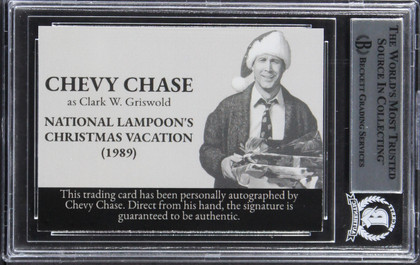 CHEVY CHASE
as Clark W. Griswold
NATIONAL LAMPOON'S
CHRISTMAS VACATION
(1989)
This trading card has been personally autographed by
Chevy Chase. Direct from his hand, the signature is
guaranteed to be authentic.
THE WORLD'S MOST TRUSTED
SOURCE IN COLLECTING™
BECKETT GRADING SERVICES